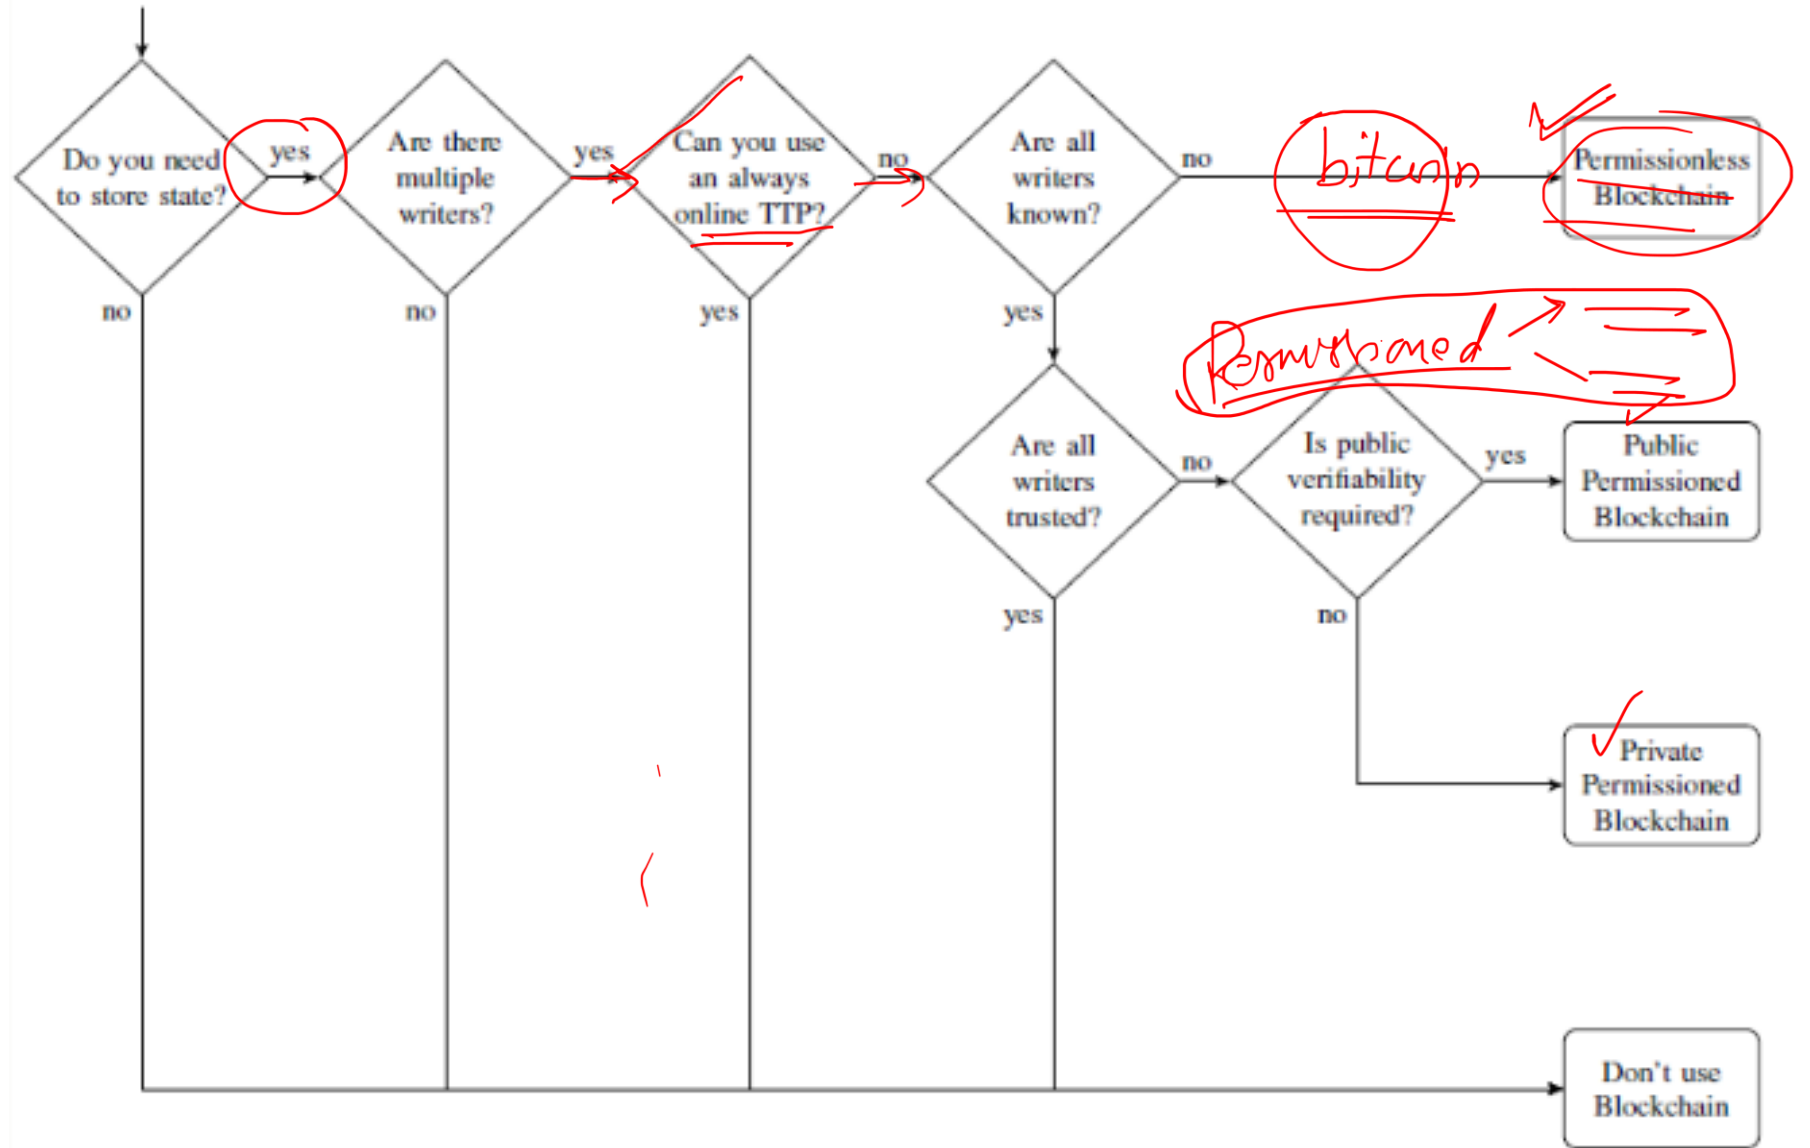 Do you need
to store state?
yes
no
Are there
multiple
writers?
yes
no
Can you use
an always
online TTP?
no
yes
Are all
writers
known?
no
yes
Permissionless
Blockchain
Permissioned
Are all
writers
trusted?
no
yes
Is public
verifiability
required?
yes
no
Public
Permissioned
Blockchain
Private
Permissioned
Blockchain
Don't use
Blockchain